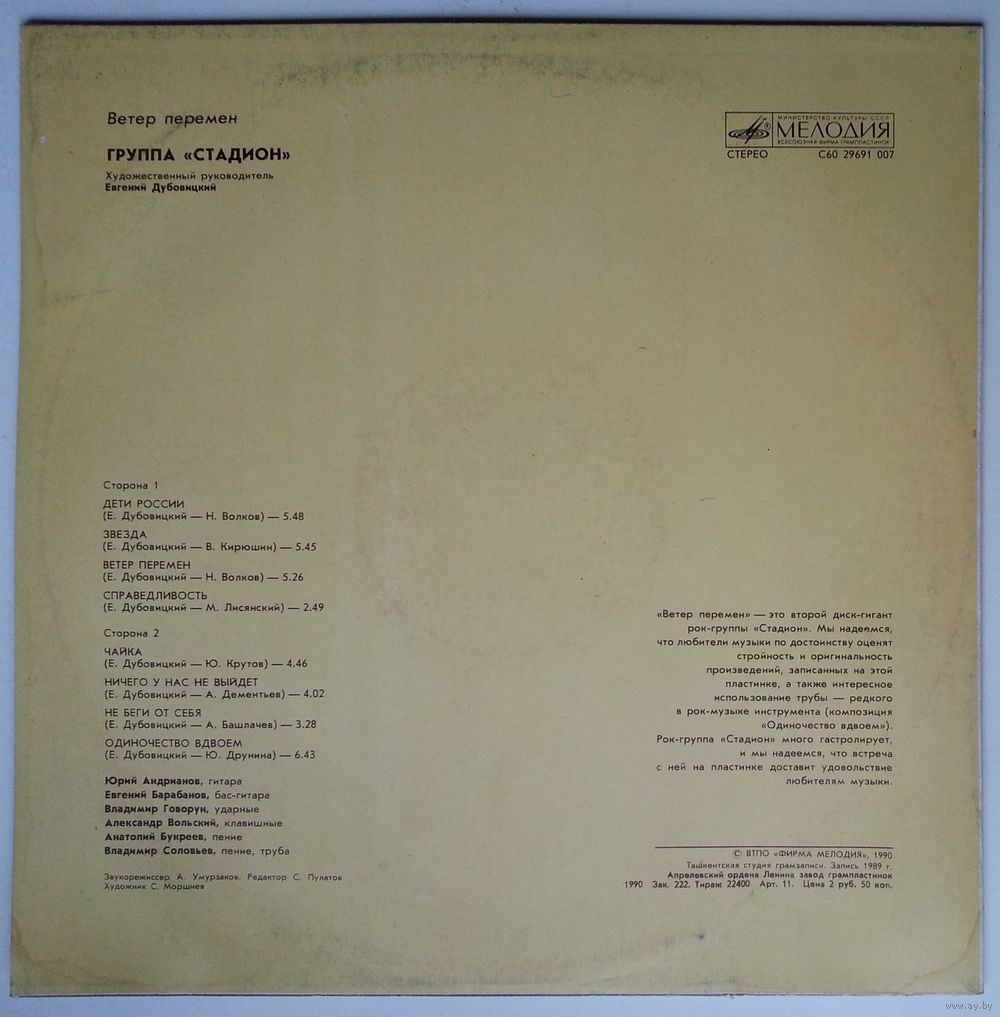 Ветер перемен
ГРУППА «СТАДИОН»
Художественный руководитель
Евгений Дубовицкий
МИНИСТЕРСТВО КУЛЬТУРЫ СССР
МЕЛОДИЯ
ВСЕСОЮЗНАЯ ФИРМА ГРАМПЛАСТИНОК
СТЕРЕО С60 29691 007
Сторона 1
ДЕТИ РОССИИ
(Е. Дубовицкий — Н. Волков) — 5.48
ЗВЕЗДА
(Е. Дубовицкий — В. Кирюшин) — 5.45
ВЕТЕР ПЕРЕМЕН
(Е. Дубовицкий — Н. Волков) — 5.26
СПРАВЕДЛИВОСТЬ
(Е. Дубовицкий — М. Лисянский) — 2.49
Сторона 2
ЧАЙКА
(Е. Дубовицкий — Ю. Крутов) — 4.46
НИЧЕГО У НАС НЕ ВЫЙДЕТ
(Е. Дубовицкий — А. Дементьев) — 4.02
НЕ БЕГИ ОТ СЕБЯ
(Е. Дубовицкий — А. Башлачев) — 3.28
ОДИНОЧЕСТВО ВДВОЕМ
(Е. Дубовицкий — Ю. Друнина) — 6.43
Юрий Андрианов, гитара
Евгений Барабанов, бас-гитара
Владимир Говорун, ударные
Александр Вольский, клавишные
Анатолий Букреев, пение
Владимир Соловьев, пение, труба
Звукорежиссер А. Умурзаков. Редактор С. Пулатов
Художник С. Моршнев
«Ветер перемен» — это второй диск-гигант
рок-группы «Стадион». Мы надеемся,
что любители музыки по достоинству оценят
стройность и оригинальность
произведений, записанных на этой
пластинке, а также интересное
использование трубы — редкого
в рок-музыке инструмента (композиция
«Одиночество вдвоем»).
Рок-группа «Стадион» много гастролирует,
и мы надеемся, что встреча
с ней на пластинке доставит удовольствие
любителям музыки.
© ВТПО «ФИРМА МЕЛОДИЯ», 1990
Ташкентская студия грамзаписи. Запись 1989 г.
Апрелевский ордена Ленина завод грампластинок
1990 Зак. 222. Тираж 22400 Арт. 11. Цена 2 руб. 50 коп.
www.ay.by